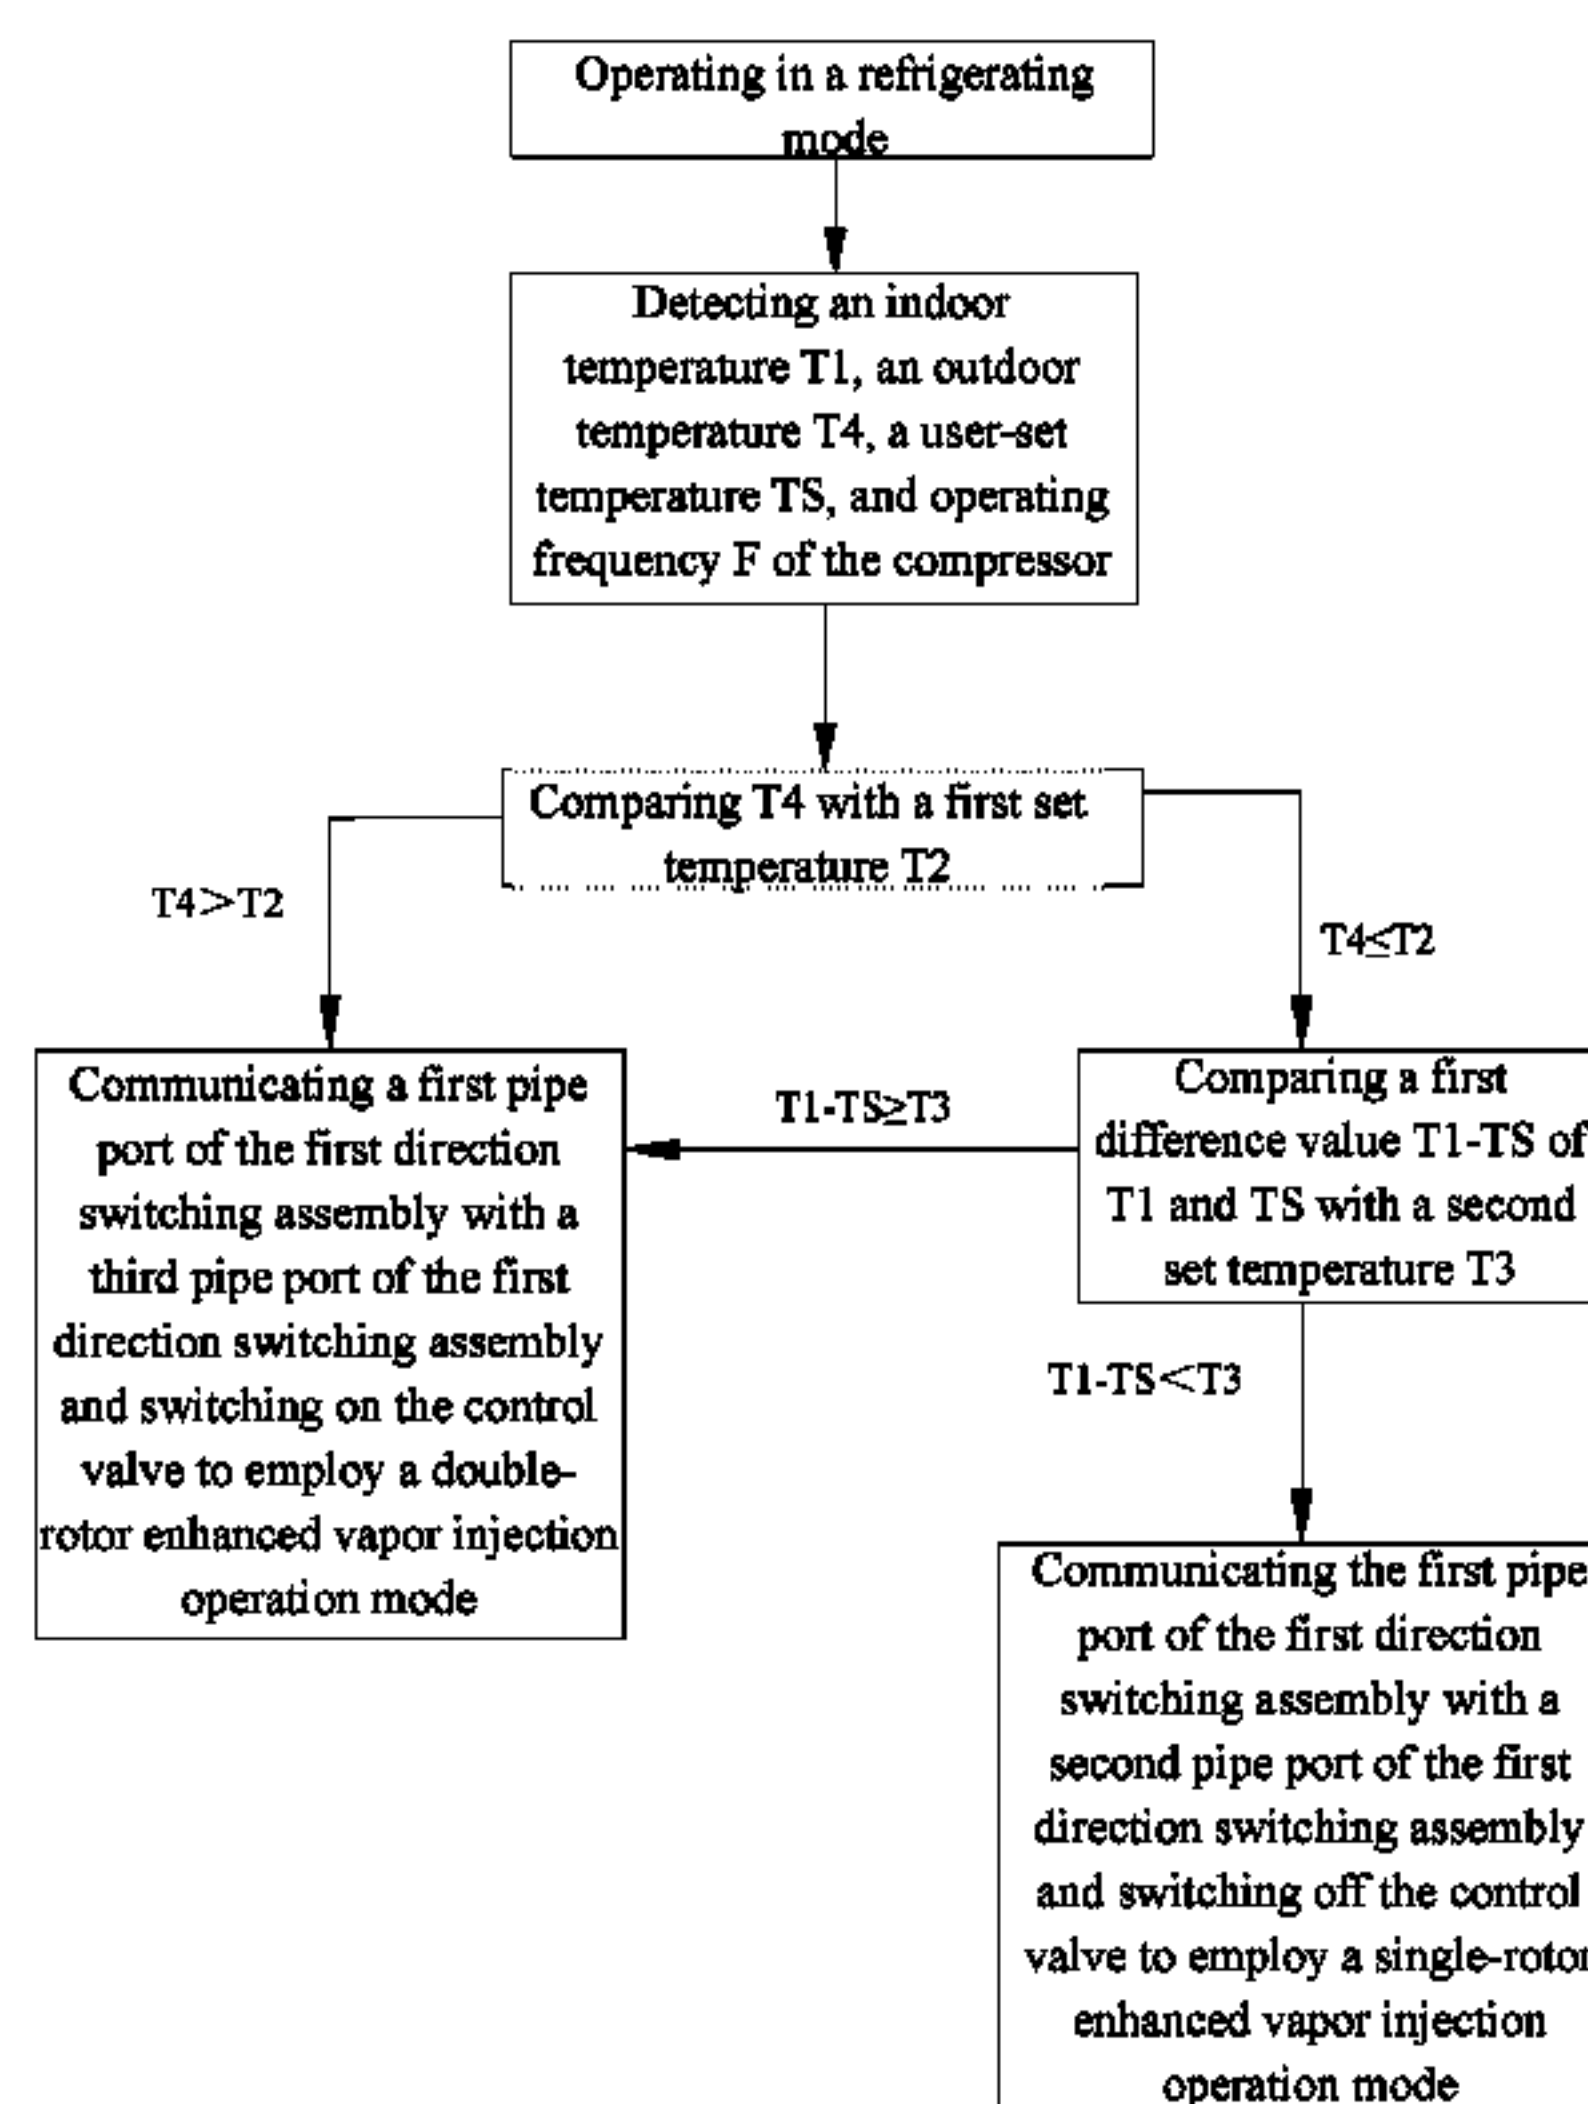 Operating in a refrigerating
mode
Detecting an indoor
temperature T1, an outdoor
temperature T4, a user-set
temperature TS, and operating
frequency F of the compressor
Comparing T4 with a first set
temperature T2
T4>T2
T4≤T2
Communicating a first pipe
port of the first direction
switching assembly with a
third pipe port of the first
direction switching assembly
and switching on the control
valve to employ a double-
rotor enhanced vapor injection
operation mode
T1-TS≥T3
Comparing a first
difference value T1-TS of
T1 and TS with a second
set temperature T3
T1-TS<T3
Communicating the first pipe
port of the first direction
switching assembly with a
second pipe port of the first
direction switching assembly
and switching off the control
valve to employ a single-rotor
enhanced vapor injection
operation mode